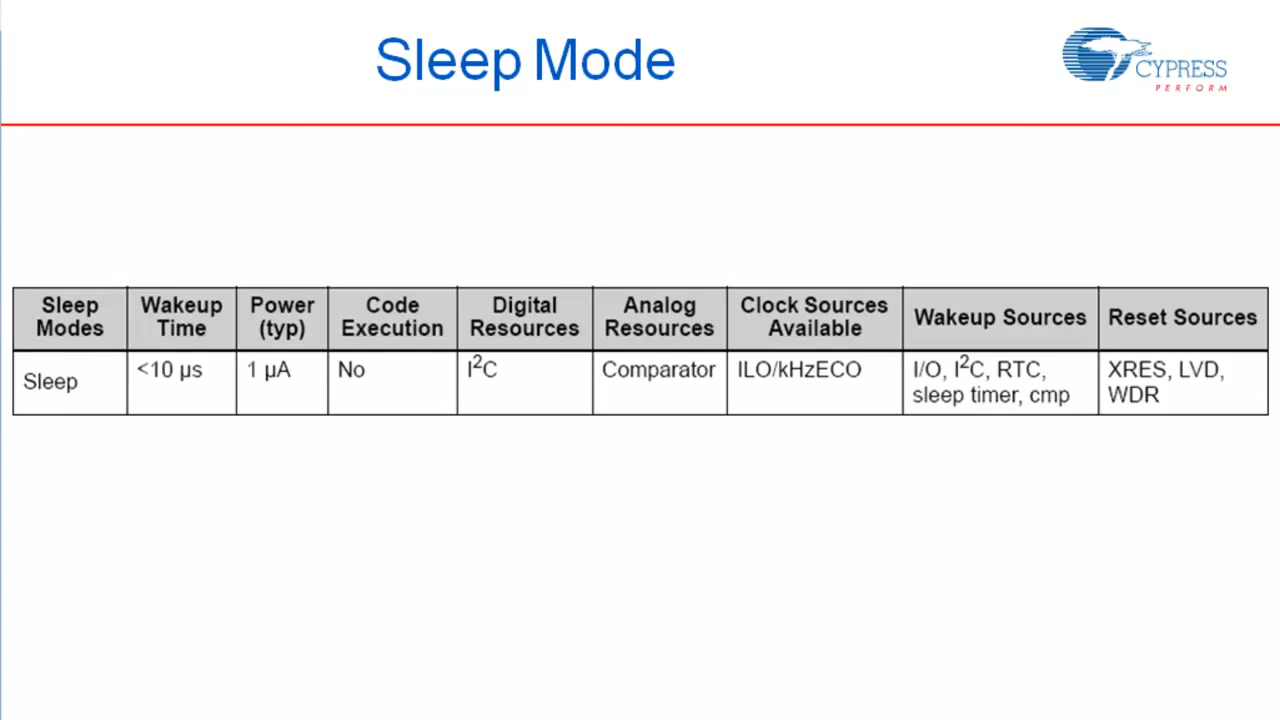 Sleep Mode
CYPRESS
PERFORM
Sleep Modes
Wakeup Time
Power (typ)
Code Execution
Digital Resources
Analog Resources
Clock Sources Available
Wakeup Sources
Reset Sources
Sleep
<10 µs
1 µA
No
I²C
Comparator
ILO/kHzECO
I/O, I²C, RTC,
sleep timer, cmp
XRES, LVD,
WDR